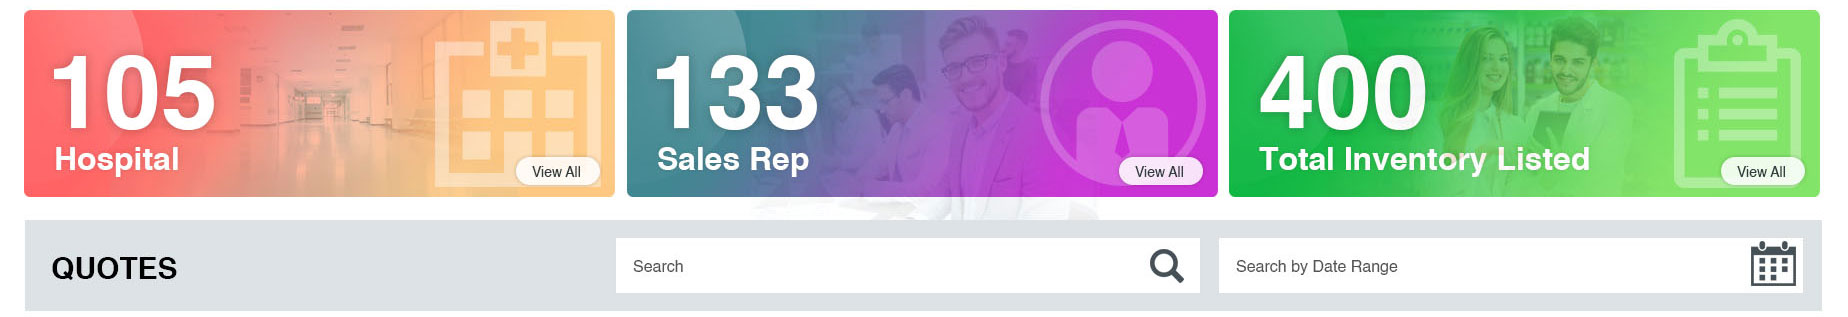 105
Hospital
View All
133
Sales Rep
View All
400
Total Inventory Listed
View All
QUOTES
Search
Search by Date Range